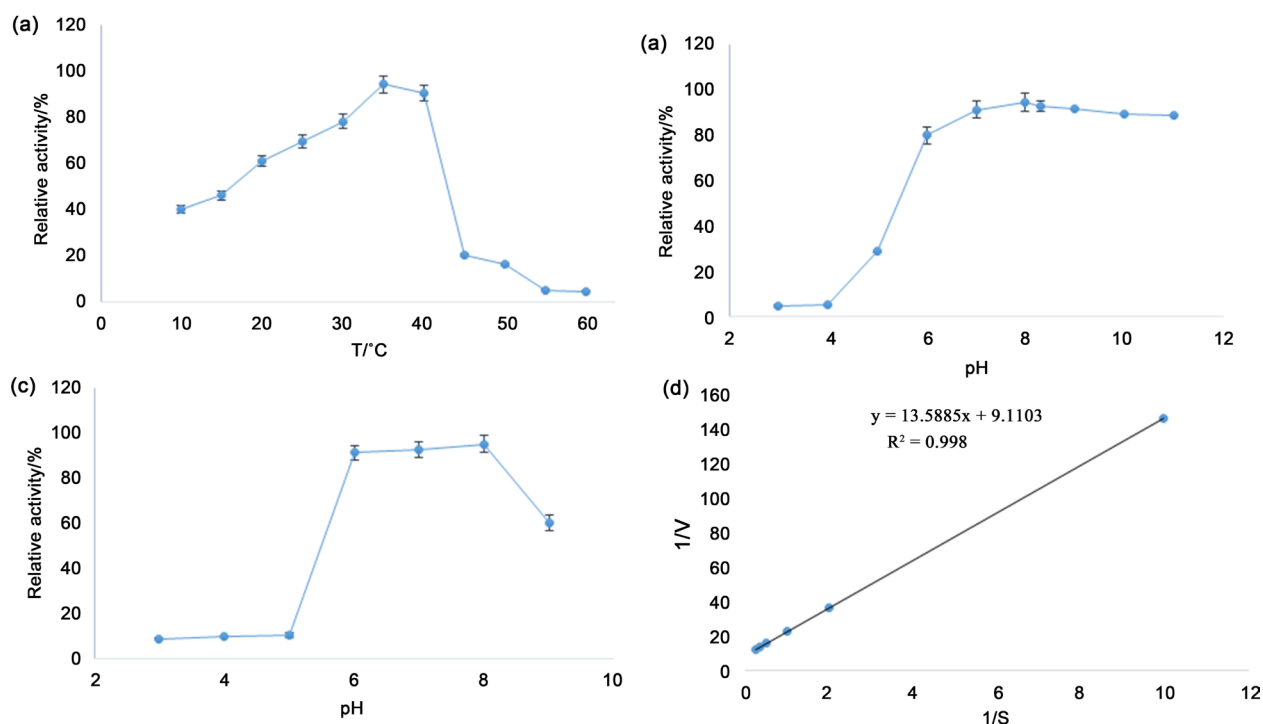 (a)
120
100
80
60
40
20
0
Relative activity/%
0 10 20 30 40 50 60
T/°C
(a)
120
100
80
60
40
20
0
Relative activity/%
2 4 6 8 10 12
pH
(c)
120
100
80
60
40
20
0
Relative activity/%
2 4 6 8 10
pH
(d)
160
140
120
100
80
60
40
20
0
1/V
y = 13.5885x + 9.1103
R² = 0.998
0 2 4 6 8 10 12
1/S